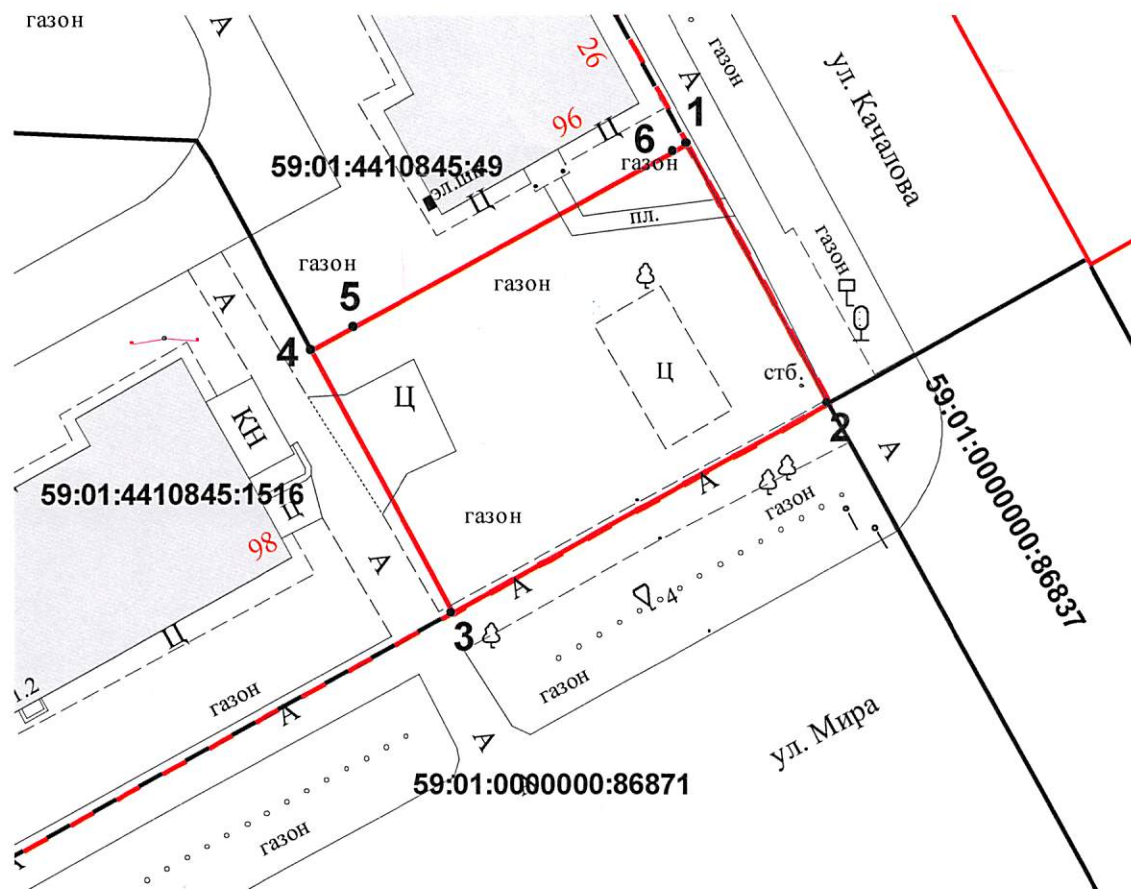 газон
А
26
А
газон
ул. Качалова
1
96
Ц
6
59:01:4410845:49
газон
эл.шк
Ц
пл.
газон
газон
газон
5
А
4
стб.
Ц
Ц
КН
2
59:01:0000000:86837
А
59:01:4410845:1516
Ц
А
газон
газон
98
А
А
4
3
Ц
1.2
газон
газон
А
ул. Мира
А
59:01:0000000:86871
газон